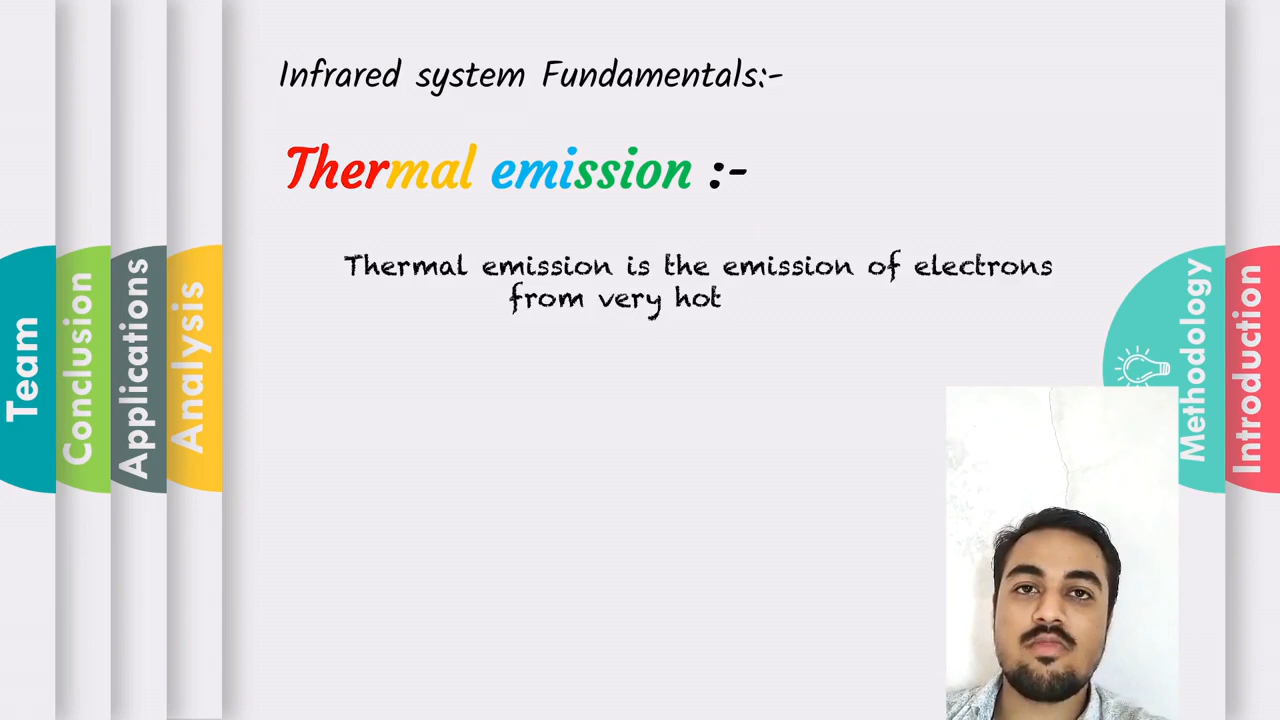 Infrared system Fundamentals:-
Thermal emission :-
Thermal emission is the emission of electrons
from very hot
Team
Conclusion
Applications
Analysis
Methodology
Introduction